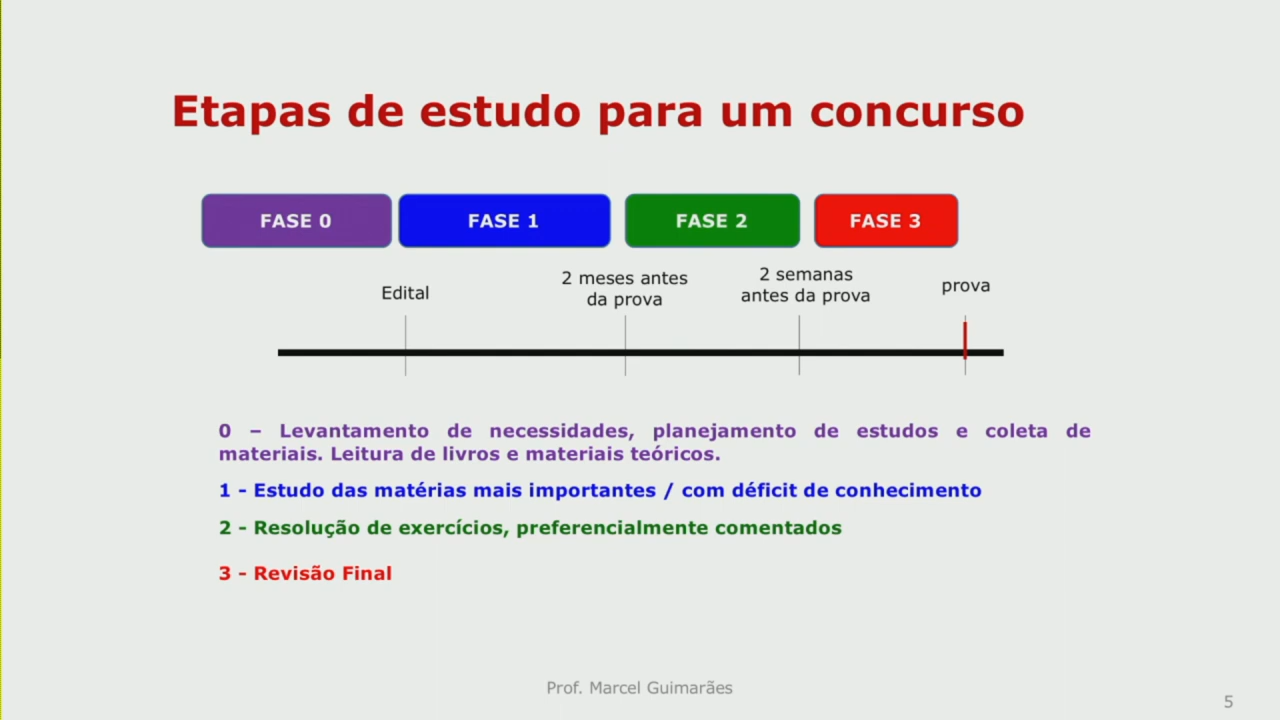 Etapas de estudo para um concurso
FASE 0
FASE 1
FASE 2
FASE 3
Edital
2 meses antes
da prova
2 semanas
antes da prova
prova
0 – Levantamento de necessidades, planejamento de estudos e coleta de
materiais. Leitura de livros e materiais teóricos.
1 - Estudo das matérias mais importantes / com déficit de conhecimento
2 - Resolução de exercícios, preferencialmente comentados
3 - Revisão Final
Prof. Marcel Guimarães
5